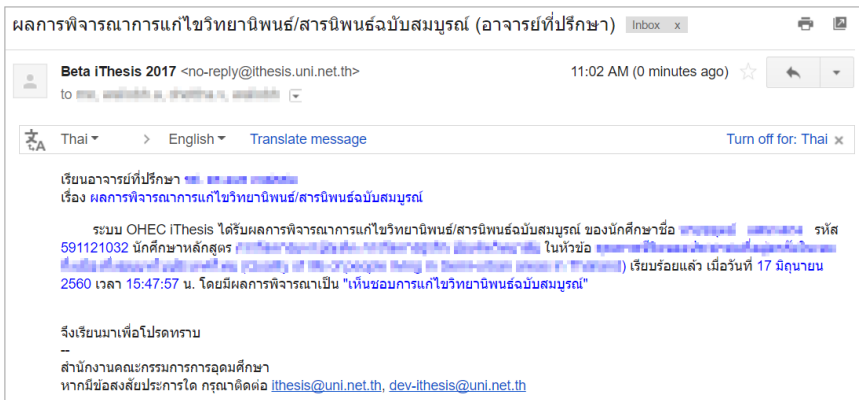 ผลการพิจารณาการแก้ไขวิทยานิพนธ์/สารนิพนธ์ฉบับสมบูรณ์ (อาจารย์ที่ปรึกษา) Inbox x
Beta iThesis 2017 <no-reply@ithesis.uni.net.th> 11:02 AM (0 minutes ago)
to
Thai > English Translate message Turn off for: Thai x
เรียนอาจารย์ที่ปรึกษา
เรื่อง ผลการพิจารณาการแก้ไขวิทยานิพนธ์/สารนิพนธ์ฉบับสมบูรณ์
ระบบ OHEC iThesis ได้รับผลการพิจารณาการแก้ไขวิทยานิพนธ์/สารนิพนธ์ฉบับสมบูรณ์ ของนักศึกษาชื่อ รหัส
591121032 นักศึกษาหลักสูตร ในหัวข้อ
เรียบร้อยแล้ว เมื่อวันที่ 17 มิถุนายน
2560 เวลา 15:47:57 น. โดยมีผลการพิจารณาเป็น "เห็นชอบการแก้ไขวิทยานิพนธ์ฉบับสมบูรณ์"
จึงเรียนมาเพื่อโปรดทราบ
--
สำนักงานคณะกรรมการการอุดมศึกษา
หากมีข้อสงสัยประการใด กรุณาติดต่อ ithesis@uni.net.th, dev-ithesis@uni.net.th